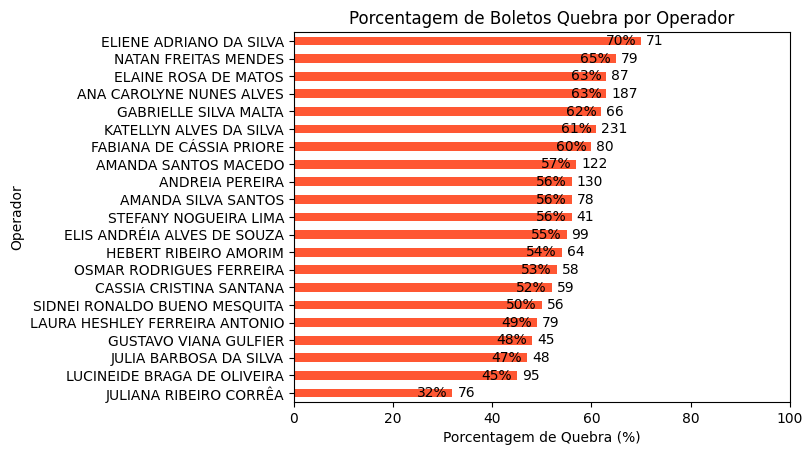 Porcentagem de Boletos Quebra por Operador
Operador
ELIENE ADRIANO DA SILVA 70% 71
NATAN FREITAS MENDES 65% 79
ELAINE ROSA DE MATOS 63% 87
ANA CAROLYNE NUNES ALVES 63% 187
GABRIELLE SILVA MALTA 62% 66
KATELLYN ALVES DA SILVA 61% 231
FABIANA DE CÁSSIA PRIORE 60% 80
AMANDA SANTOS MACEDO 57% 122
ANDREIA PEREIRA 56% 130
AMANDA SILVA SANTOS 56% 78
STEFANY NOGUEIRA LIMA 56% 41
ELIS ANDRÉIA ALVES DE SOUZA 55% 99
HEBERT RIBEIRO AMORIM 54% 64
OSMAR RODRIGUES FERREIRA 53% 58
CASSIA CRISTINA SANTANA 52% 59
SIDNEI RONALDO BUENO MESQUITA 50% 56
LAURA HESHLEY FERREIRA ANTONIO 49% 79
GUSTAVO VIANA GULFIER 48% 45
JULIA BARBOSA DA SILVA 47% 48
LUCINEIDE BRAGA DE OLIVEIRA 45% 95
JULIANA RIBEIRO CORRÊA 32% 76
0 20 40 60 80 100
Porcentagem de Quebra (%)